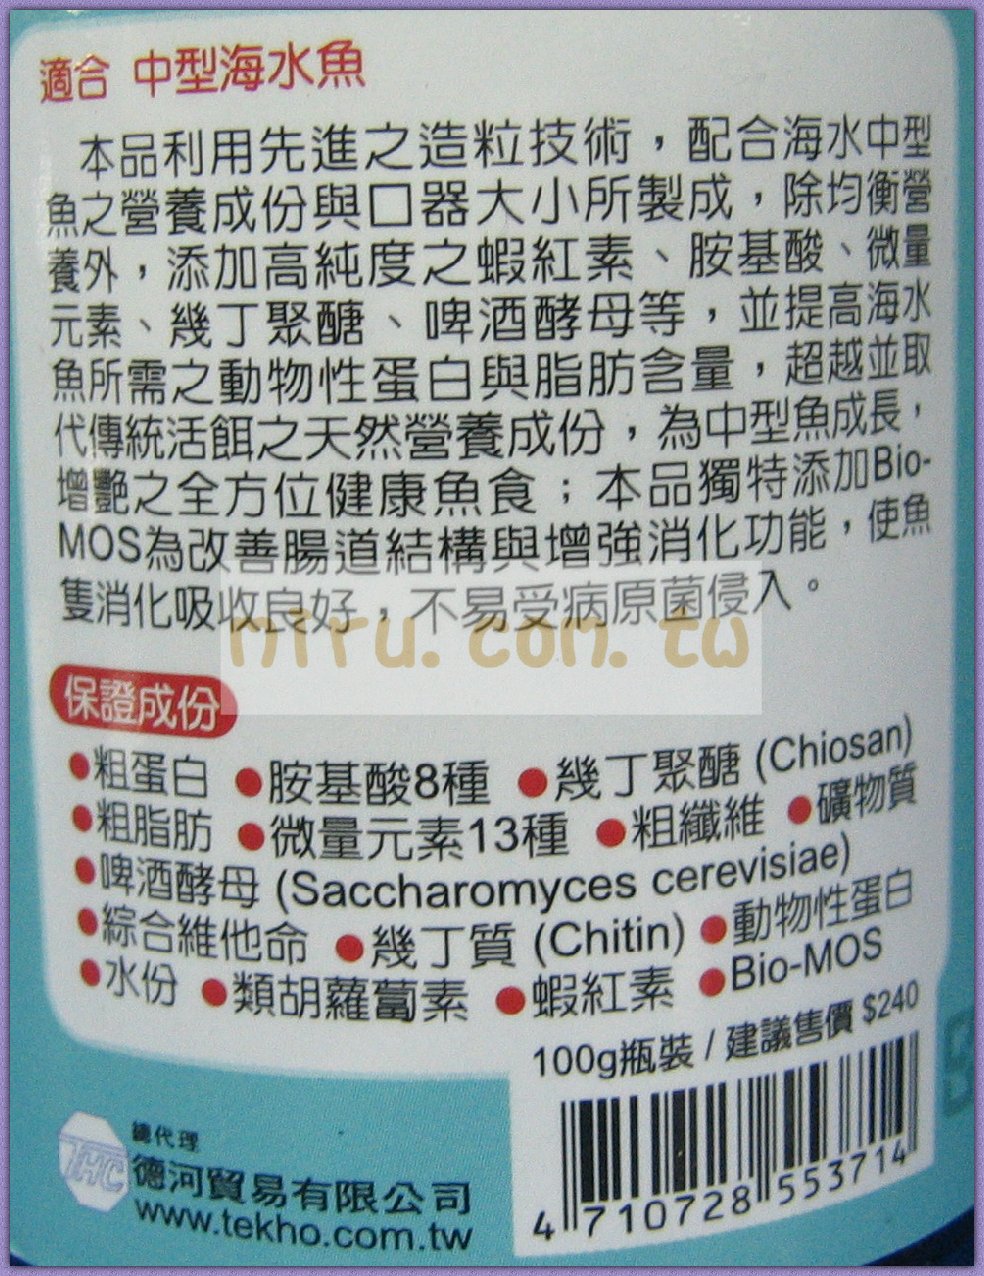 適合 中型海水魚
本品利用先進之造粒技術，配合海水中型
魚之營養成份與口器大小所製成，除均衡營
養外，添加高純度之蝦紅素、胺基酸、微量
元素、幾丁聚醣、啤酒酵母等，並提高海水
魚所需之動物性蛋白與脂肪含量，超越並取
代傳統活餌之天然營養成份，為中型魚成長，
增艷之全方位健康魚食；本品獨特添加Bio-
MOS為改善腸道結構與增強消化功能，使魚
隻消化吸收良好，不易受病原菌侵入。
miru.com.tw
保證成份
●粗蛋白 ●胺基酸8種 ●幾丁聚醣 (Chiosan)
●粗脂肪 ●微量元素13種 ●粗纖維 ●礦物質
●啤酒酵母 (Saccharomyces cerevisiae)
●綜合維他命 ●幾丁質 (Chitin) ●動物性蛋白
●水份 ●類胡蘿蔔素 ●蝦紅素 ●Bio-MOS
100g瓶裝 / 建議售價 $240
THC
總代理
德河貿易有限公司
www.tekho.com.tw
4 710728 553714